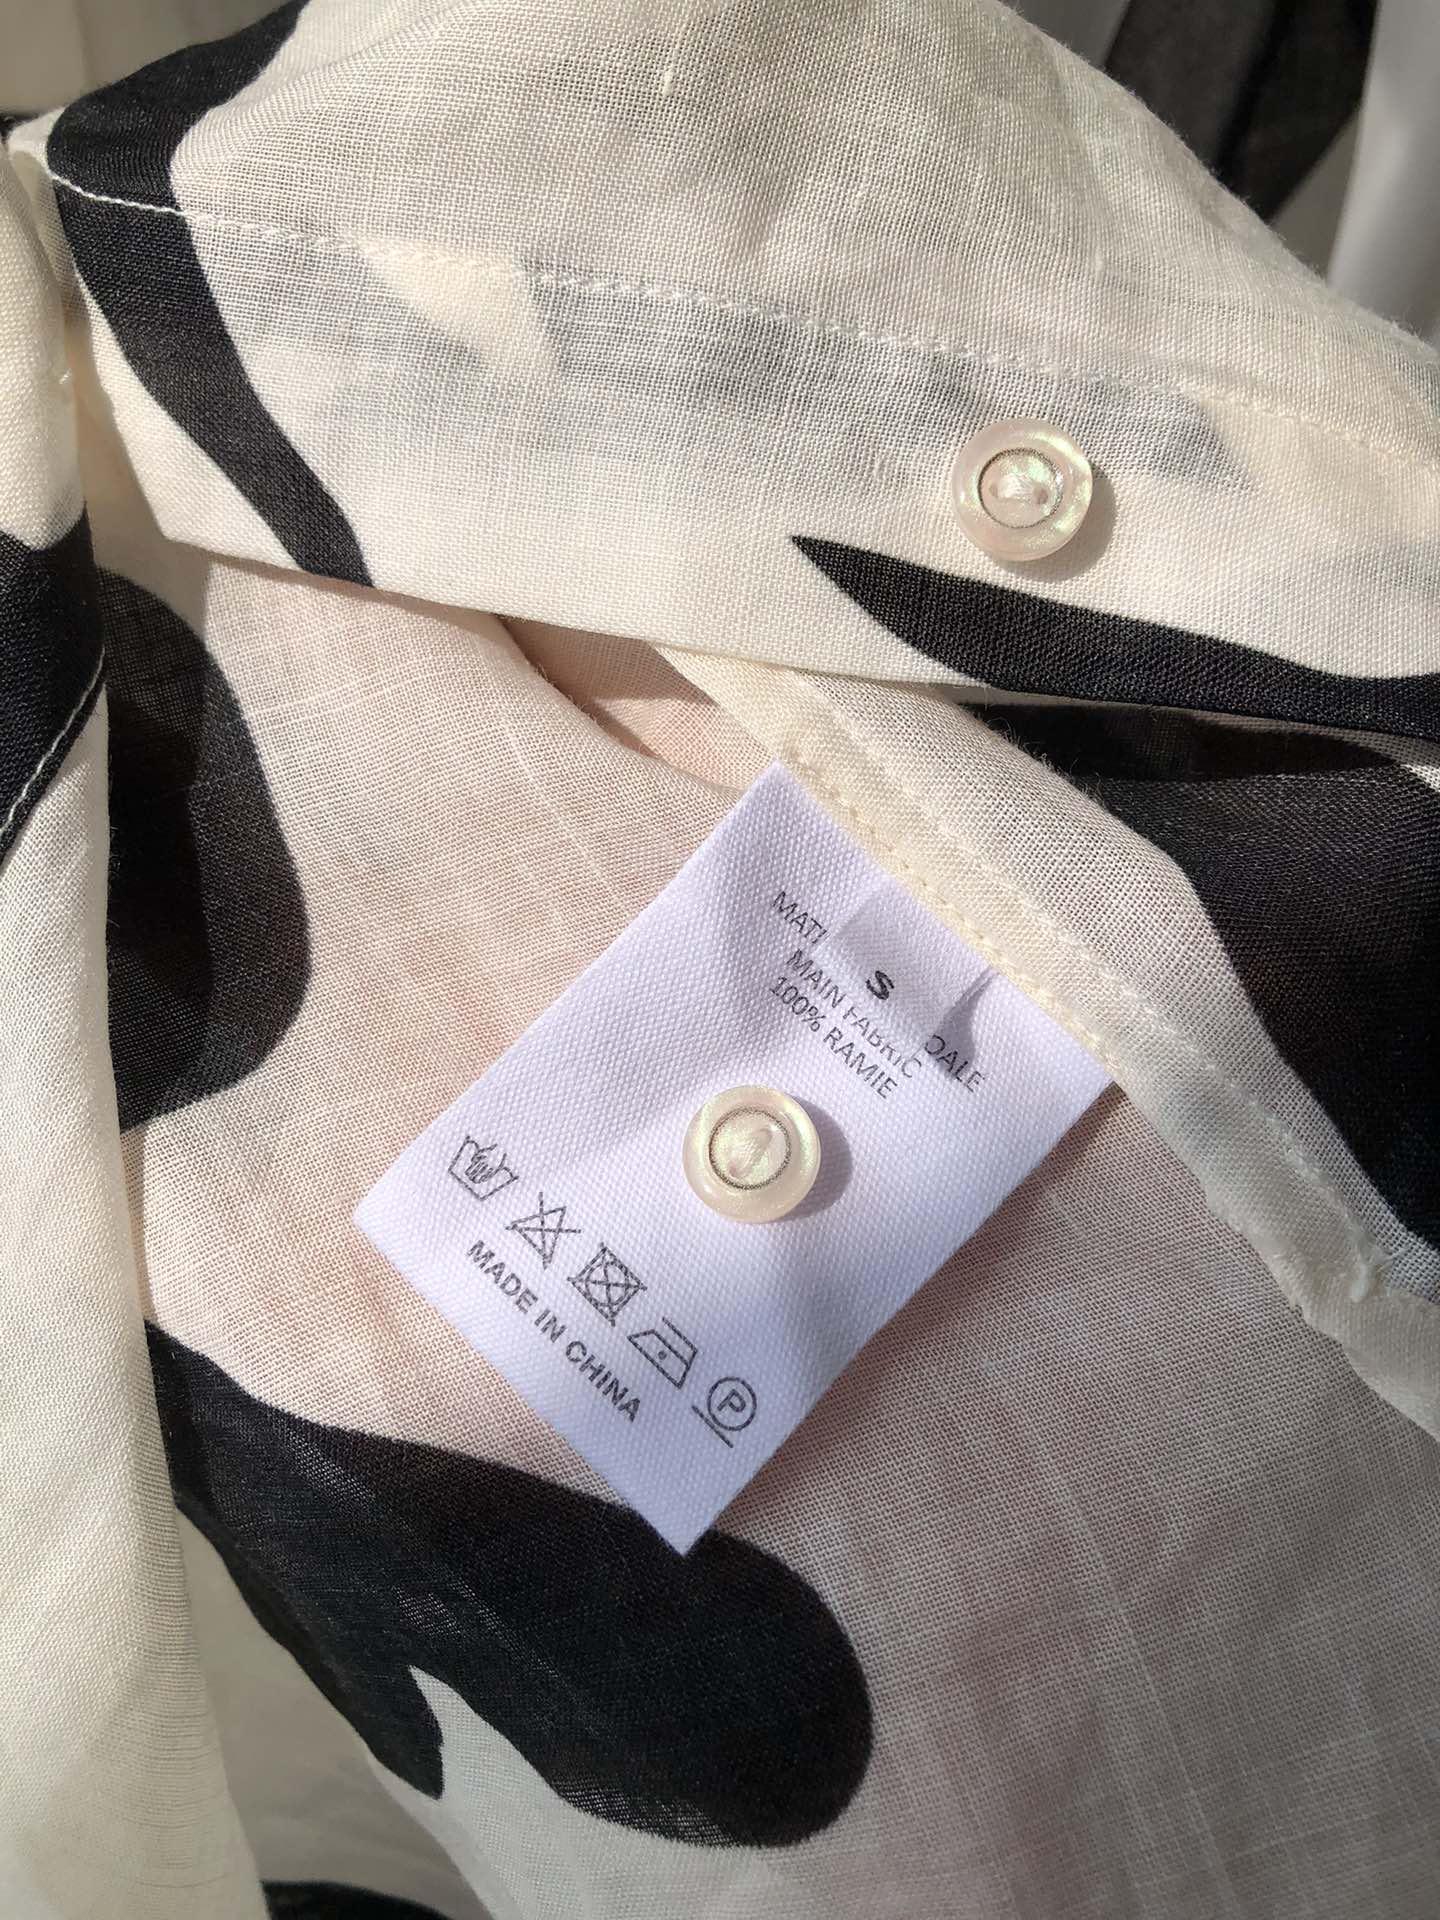 S
MAIN FABRIC
100% RAMIE
MADE IN CHINA
P